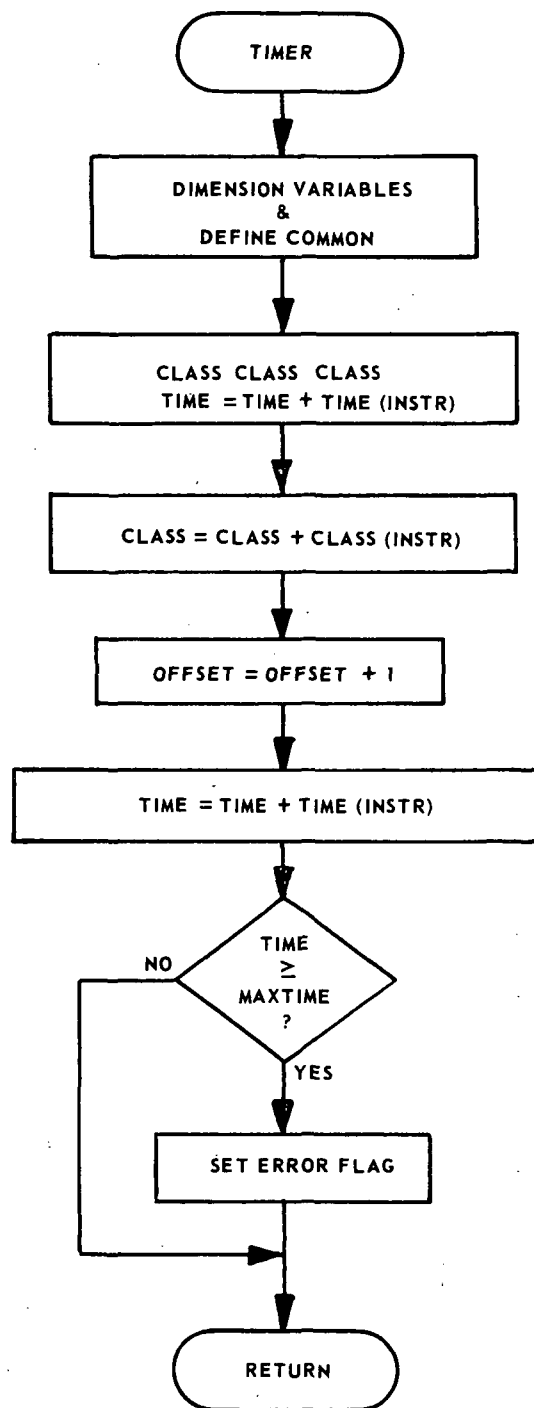 TIMER
DIMENSION VARIABLES
&
DEFINE COMMON
CLASS CLASS CLASS
TIME = TIME + TIME (INSTR)
CLASS = CLASS + CLASS (INSTR)
OFFSET = OFFSET + 1
TIME = TIME + TIME (INSTR)
TIME
≥
MAXTIME
?
NO
YES
SET ERROR FLAG
RETURN